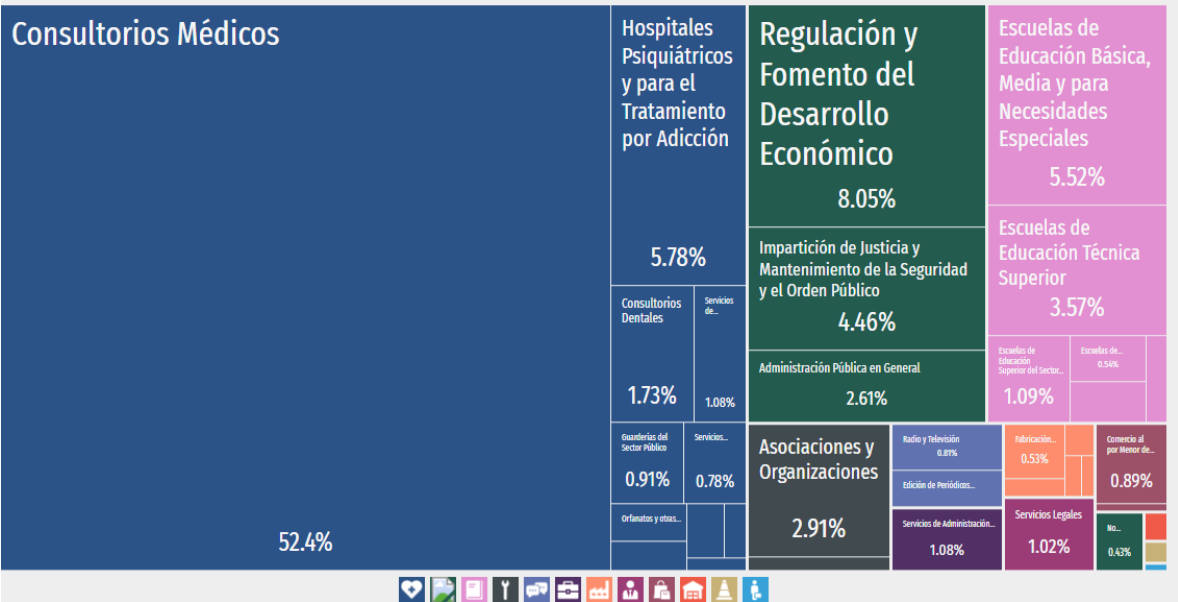 Consultorios Médicos
52.4%
Hospitales
Psiquiátricos
y para el
Tratamiento
por Adicción
5.78%
Consultorios
Dentales
1.73%
Servicios
de...
1.08%
Guarderías del
Sector Público
0.91%
Servicios...
0.78%
Orfanatos y otras...
Regulación y
Fomento del
Desarrollo
Económico
8.05%
Impartición de Justicia y
Mantenimiento de la Seguridad
y el Orden Público
4.46%
Administración Pública en General
2.61%
Escuelas de
Educación Básica,
Media y para
Necesidades
Especiales
5.52%
Escuelas de
Educación Técnica
Superior
3.57%
Escuelas de
Educación
Superior del Sector...
1.09%
Escuelas de...
0.54%
Asociaciones y
Organizaciones
2.91%
Radio y Televisión
0.81%
Edición de Periódicos...
Servicios de Administración...
1.08%
Fabricación...
0.53%
Servicios Legales
1.02%
Comercio al
por Menor de...
0.89%
No...
0.43%